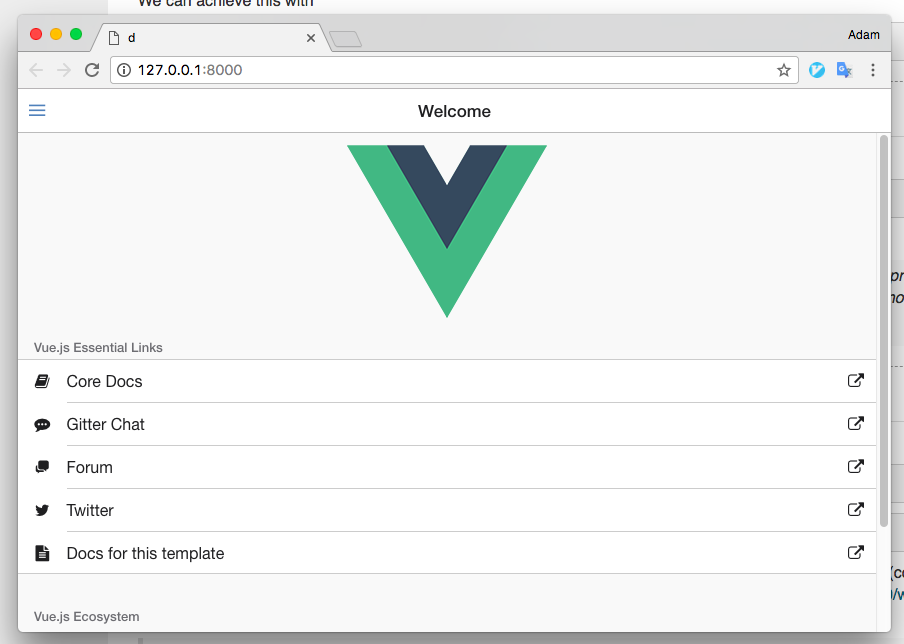 We can achieve this with
d
Adam
127.0.0.1:8000
Welcome
Vue.js Essential Links
Core Docs
Gitter Chat
Forum
Twitter
Docs for this template
Vue.js Ecosystem